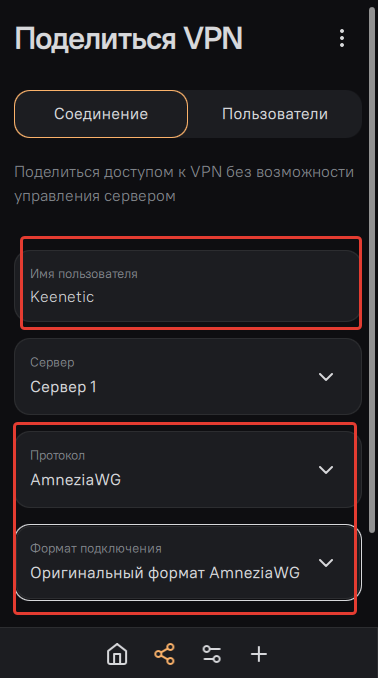 Поделиться VPN
Соединение
Пользователи
Поделиться доступом к VPN без возможности
управления сервером
Имя пользователя
Keenetic
Сервер
Сервер 1
Протокол
AmneziaWG
Формат подключения
Оригинальный формат AmneziaWG